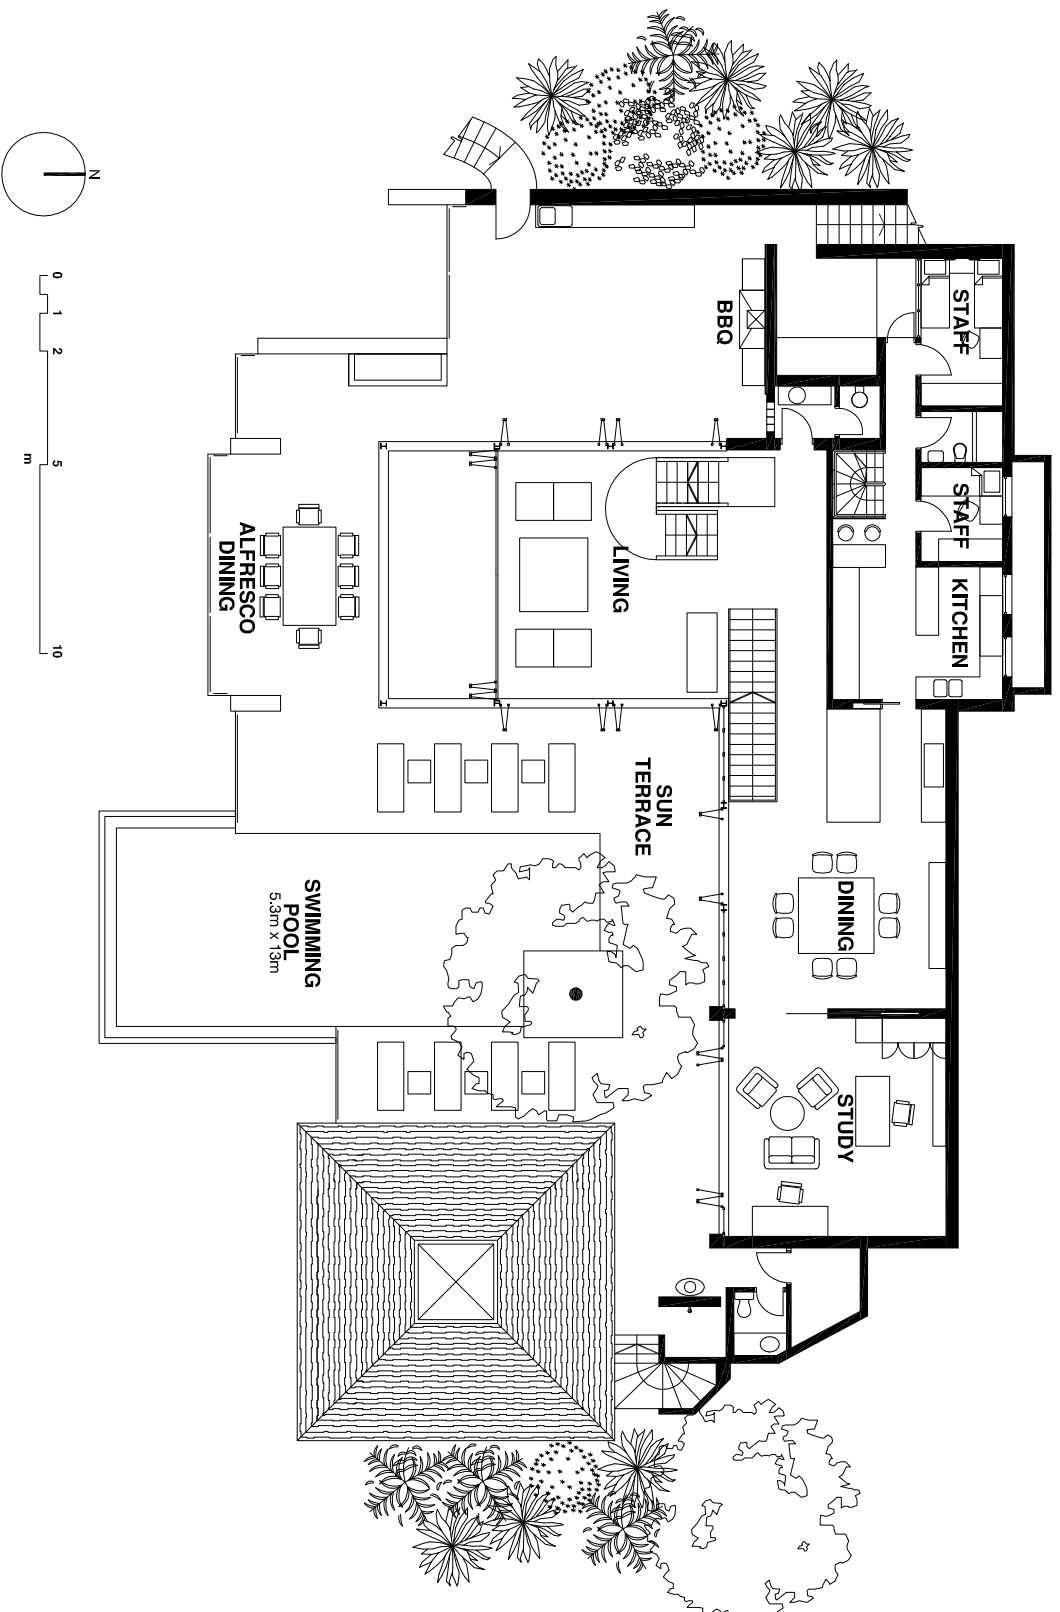 STAFF
STAFF
KITCHEN
BBQ
LIVING
DINING
STUDY
SUN
TERRACE
ALFRESCO
DINING
SWIMMING
POOL
5.3m x 13m
N
0
1
2
5
10
m